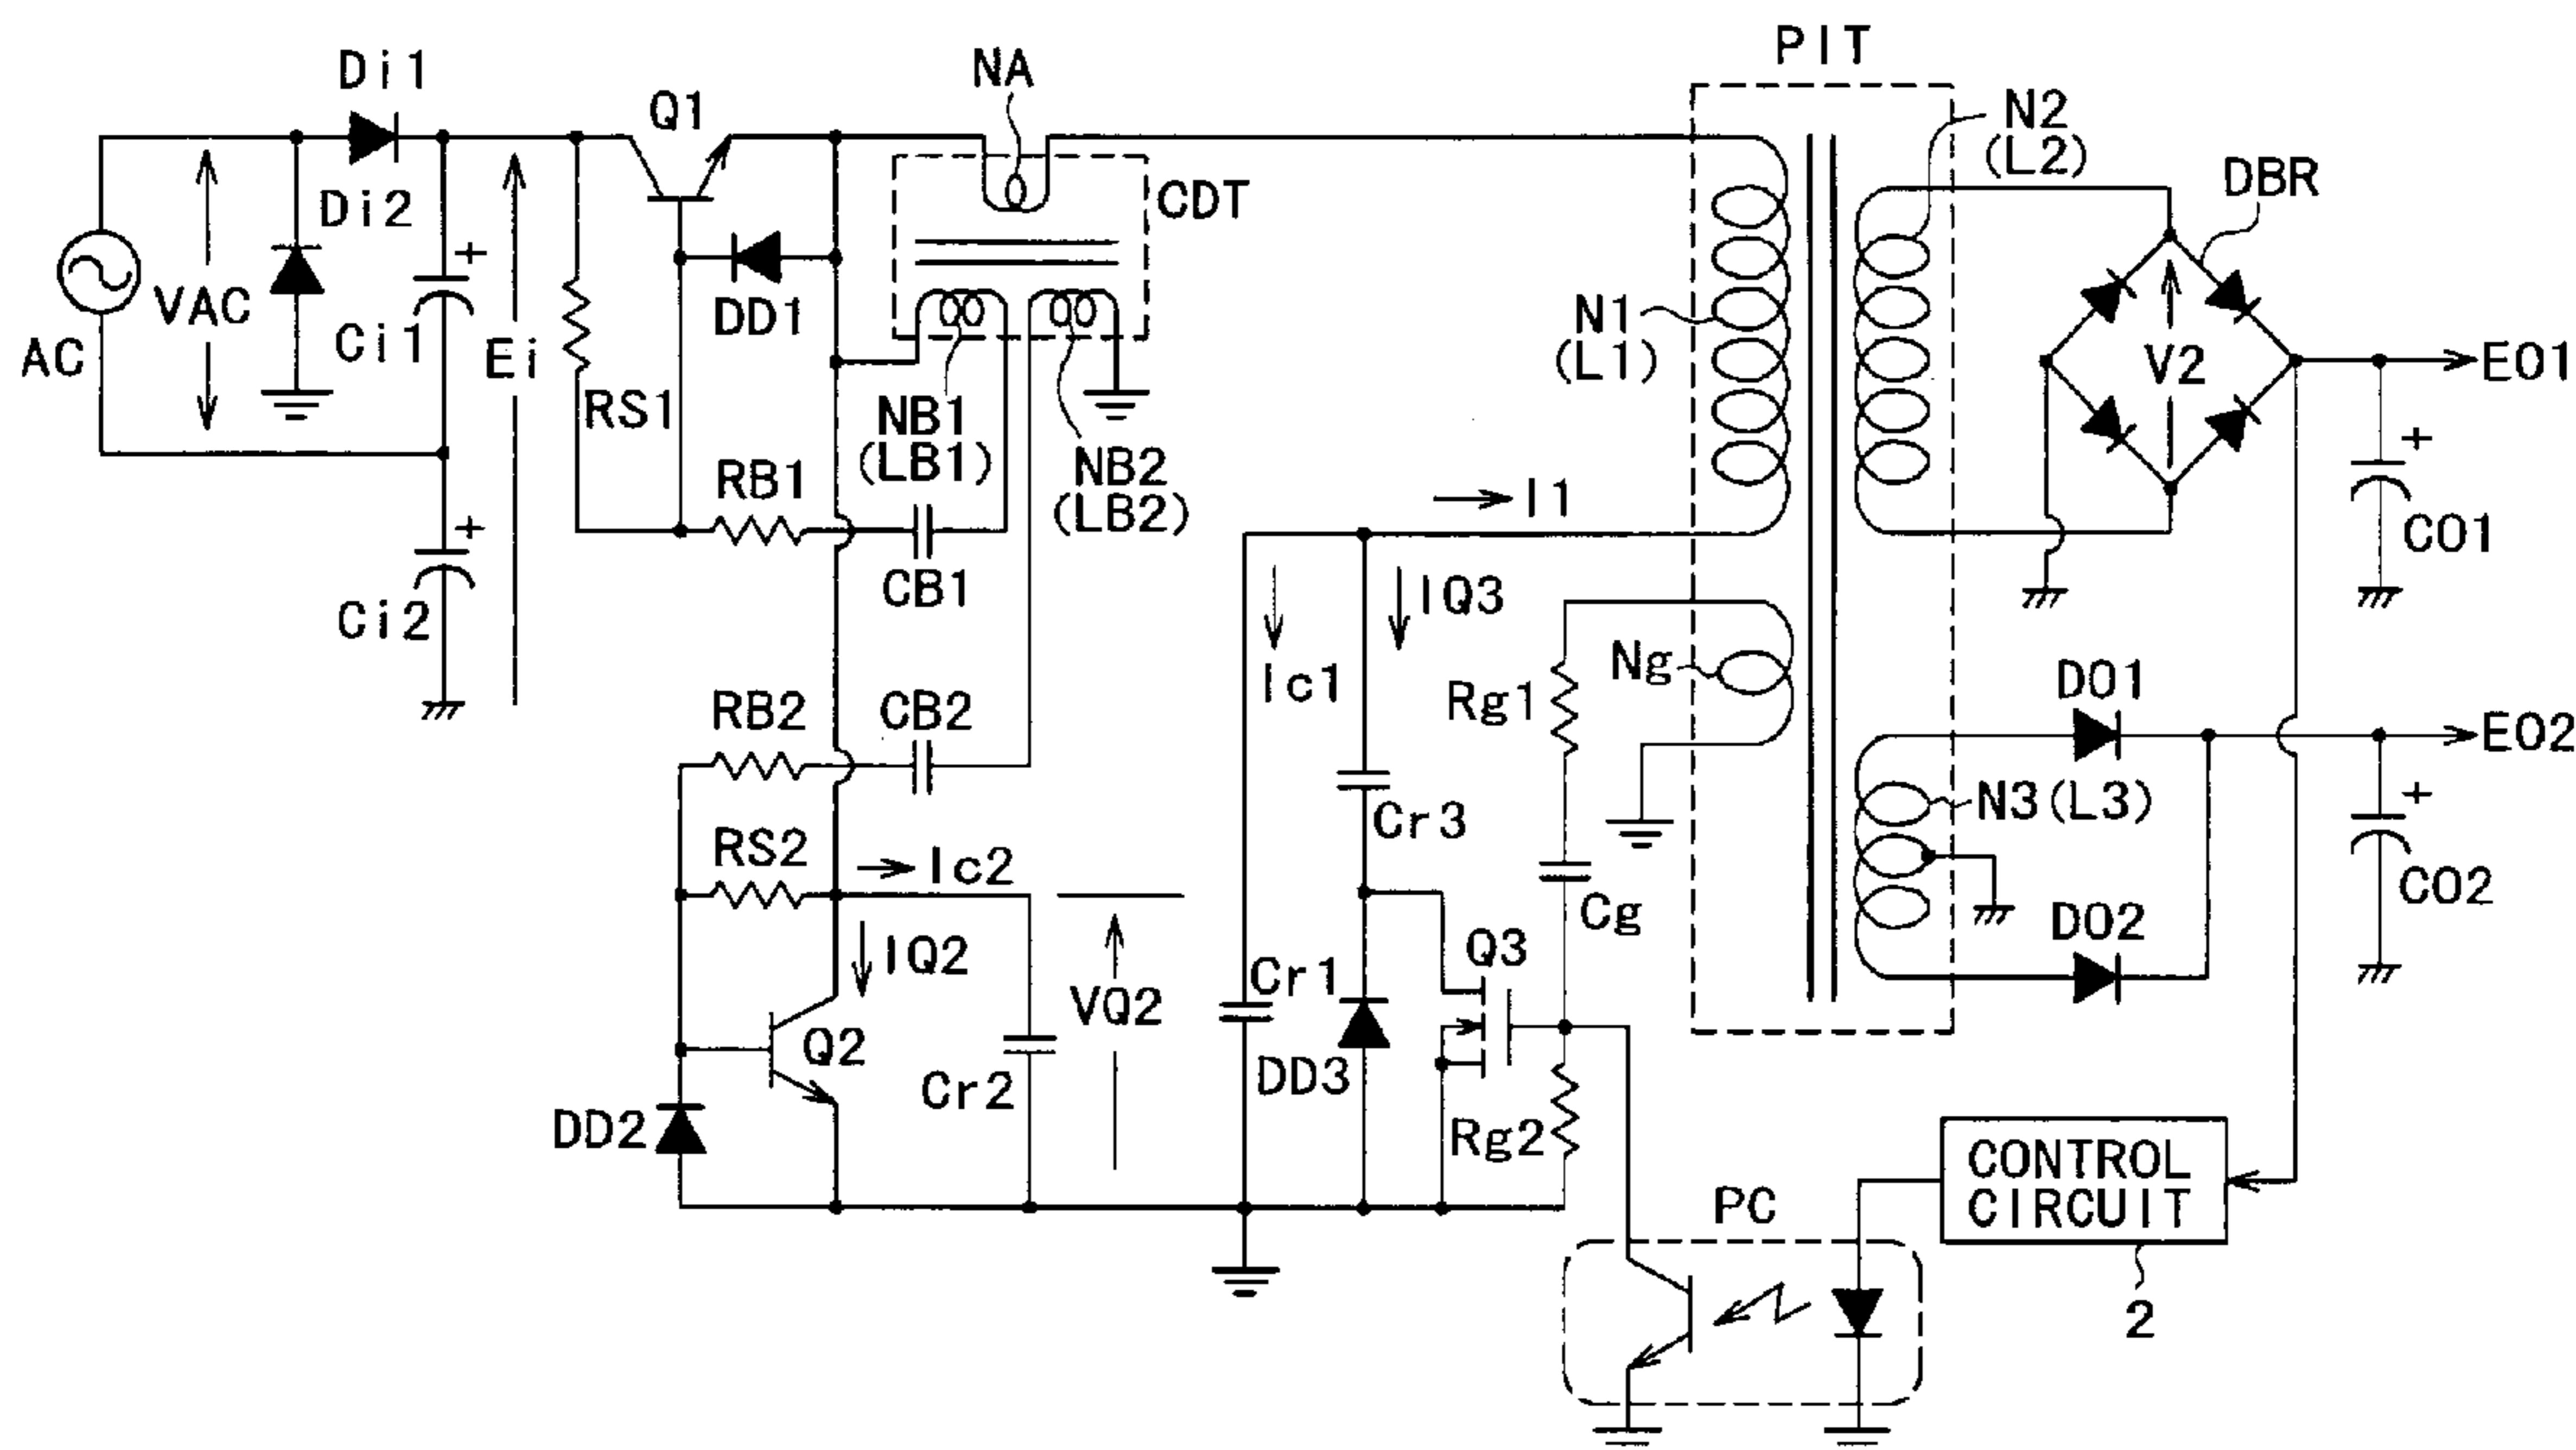 PIT
Di1
Q1
NA
N2
(L2)
DBR
CDT
Di2
VAC
Ci1
AC
Ei
DD1
N1
(L1)
V2
EO1
RS1
NB1
(LB1)
NB2
(LB2)
RB1
CB1
I1
CO1
Ci2
IQ3
Ic1
Ng
Rg1
DO1
EO2
RB2
CB2
N3(L3)
Cr3
RS2
Ic2
Cg
CO2
DO2
IQ2
VQ2
Q3
Cr1
Q2
Cr2
DD3
Rg2
DD2
CONTROL
CIRCUIT
PC
2